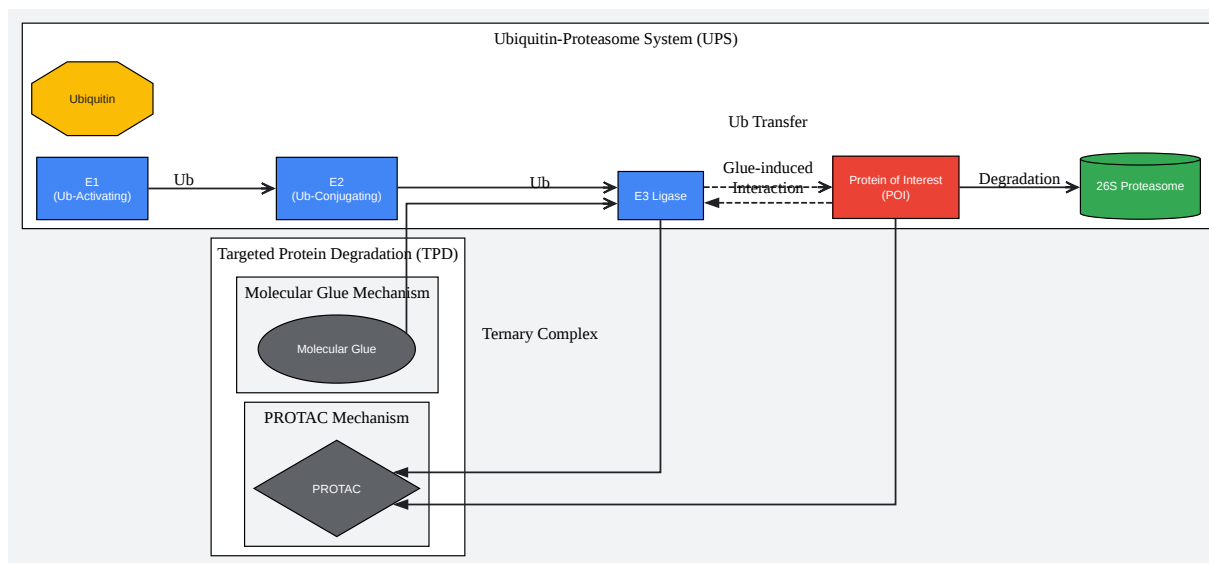 Ubiquitin-Proteasome System (UPS)
Ubiquitin
Ub Transfer
E1
(Ub-Activating)
Ub
E2
(Ub-Conjugating)
Ub
E3 Ligase
Glue-induced
Interaction
Protein of Interest
(POI)
Degradation
26S Proteasome
Targeted Protein Degradation (TPD)
Molecular Glue Mechanism
Molecular Glue
Ternary Complex
PROTAC Mechanism
PROTAC